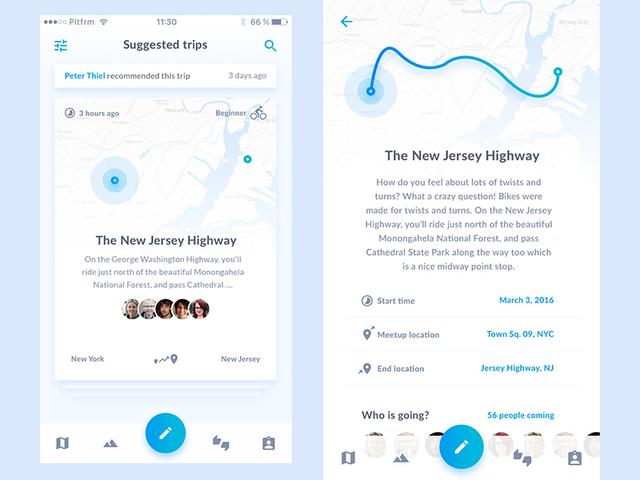 Pltfrm
11:30
66 %
Suggested trips
Peter Thiel recommended this trip
3 days ago
3 hours ago
Beginner
Newark
The New Jersey Highway
On the George Washington Highway, you'll
ride just north of the beautiful Monongahela
National Forest, and pass Cathedral ....
New York
New Jersey
Jersey City
Newark
The New Jersey Highway
How do you feel about lots of twists and
turns? What a crazy question! Bikes were
made for twists and turns. On the New Jersey
Highway, you'll ride just north of the beautiful
Monongahela National Forest, and pass
Cathedral State Park along the way too which
is a nice midway point stop.
Start time
March 3, 2016
Meetup location
Town Sq. 09, NYC
End location
Jersey Highway, NJ
Who is going?
56 people coming